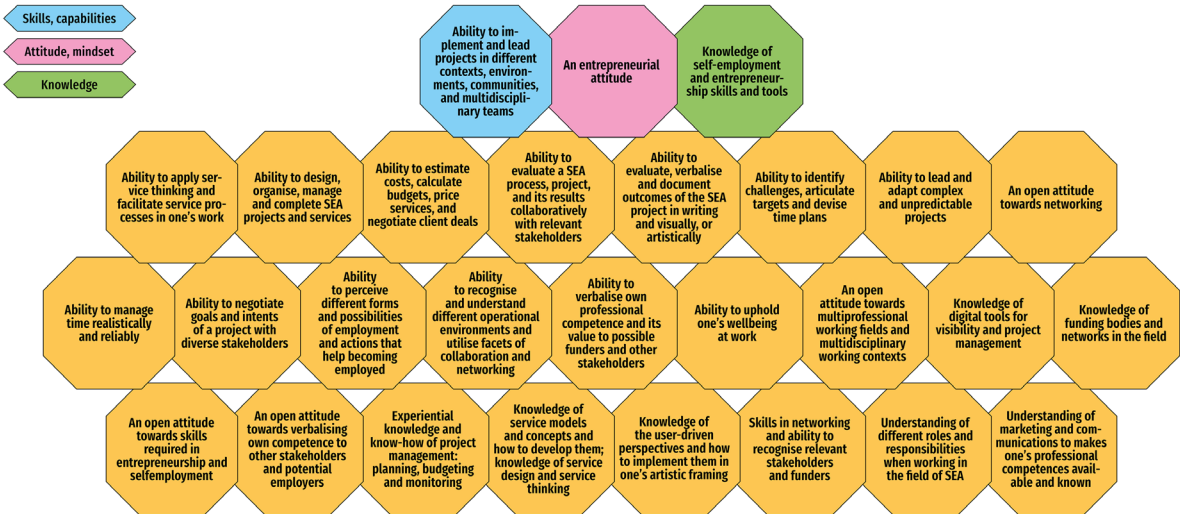 Skills, capabilities
Attitude, mindset
Knowledge
Ability to im-
plement and lead
projects in different
contexts, environ-
ments, communities,
and multidiscipli-
nary teams
An entrepreneurial
attitude
Knowledge of
self-employment
and entrepreneur-
ship skills and tools
Ability to apply ser-
vice thinking and
facilitate service pro-
cesses in one's work
Ability to design,
organise, manage
and complete SEA
projects and services
Ability to estimate
costs, calculate
budgets, price
services, and
negotiate client deals
Ability to
evaluate a SEA
process, project,
and its results
collaboratively
with relevant
stakeholders
Ability to
evaluate, verbalise
and document
outcomes of the SEA
project in writing
and visually, or
artistically
Ability to identify
challenges, articulate
targets and devise
time plans
Ability to lead and
adapt complex
and unpredictable
projects
An open attitude
towards networking
Ability to manage
time realistically
and reliably
Ability to negotiate
goals and intents
of a project with
diverse stakeholders
Ability
to perceive
different forms
and possibilities
of employment
and actions that
help becoming
employed
Ability
to recognise
and understand
different operational
environments and
utilise facets of
collaboration and
networking
Ability to
verbalise own
professional
competence and its
value to possible
funders and other
stakeholders
Ability to uphold
one's wellbeing
at work
An open
attitude towards
multiprofessional
working fields and
multidisciplinary
working contexts
Knowledge of
digital tools for
visibility and project
management
Knowledge of
funding bodies and
networks in the field
An open attitude
towards skills
required in
entrepreneurship and
selfemployment
An open attitude
towards verbalising
own competence to
other stakeholders
and potential
employers
Experiential
knowledge and
know-how of project
management:
planning, budgeting
and monitoring
Knowledge of
service models
and concepts and
how to develop them;
knowledge of service
design and service
thinking
Knowledge of
the user-driven
perspectives and how
to implement them in
one's artistic framing
Skills in networking
and ability to
recognise relevant
stakeholders
and funders
Understanding of
different roles and
responsibilities
when working in
the field of SEA
Understanding of
marketing and com-
munications to makes
one's professional
competences avail-
able and known